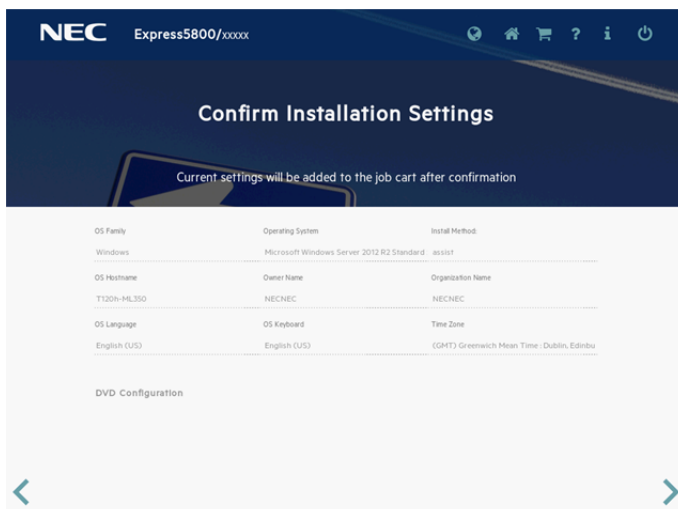 NEC Express5800/xxxxx ? i
Confirm Installation Settings
Current settings will be added to the job cart after confirmation
OS Family Operating System Install Method:
Windows Microsoft Windows Server 2012 R2 Standard assist
OS Hostname Owner Name Organization Name
T120h-ML350 NECNEC NECNEC
OS Language OS Keyboard Time Zone
English (US) English (US) (GMT) Greenwich Mean Time : Dublin, Edinbu
DVD Configuration